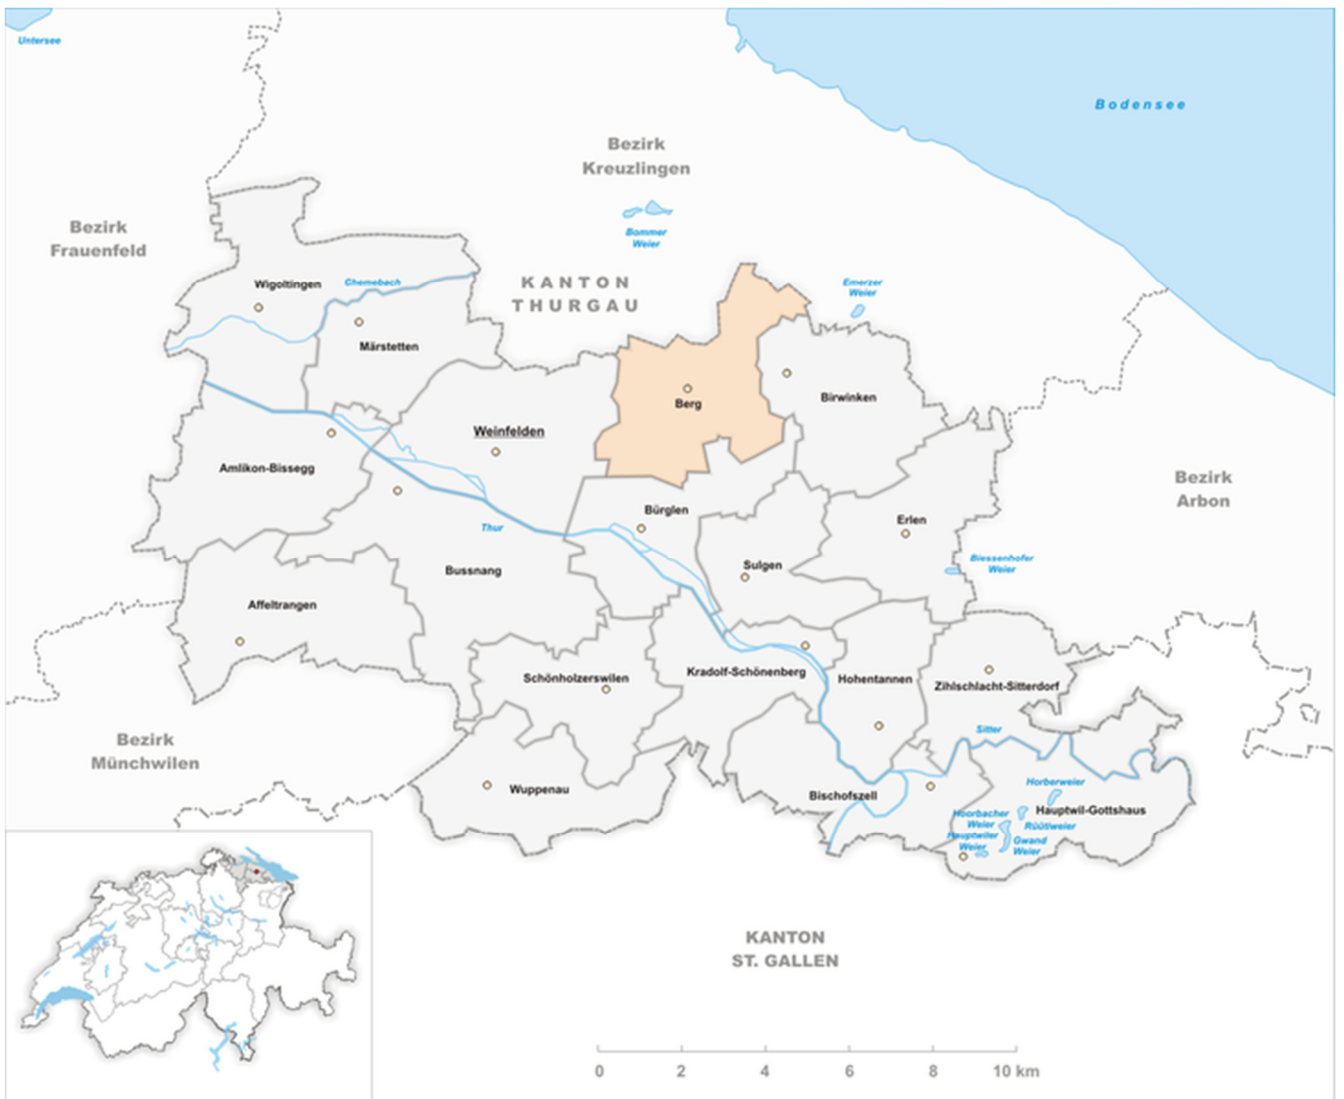 Untersee
Bodensee
Bezirk
Kreuzlingen
Bommer
Weier
Bezirk
Frauenfeld
KANTON
THURGAU
Emerzer
Weier
Wigoltingen
Chemebach
Märstetten
Berg
Birwinken
Weinfelden
Amlikon-Bissegg
Bezirk
Arbon
Bürglen
Erlen
Thur
Biessenhofer
Weier
Sulgen
Bussnang
Affeltrangen
Schönholzerswilen
Kradolf-Schönenberg
Hohentannen
Zihlschlacht-Sitterdorf
Sitter
Bezirk
Münchwilen
Wuppenau
Bischofszell
Horberweier
Hauptwil-Gottshaus
Hoorbacher
Weier
Rüütiweier
Hauptwiler
Weier
Gwand
Weier
KANTON
ST. GALLEN
0 2 4 6 8 10 km